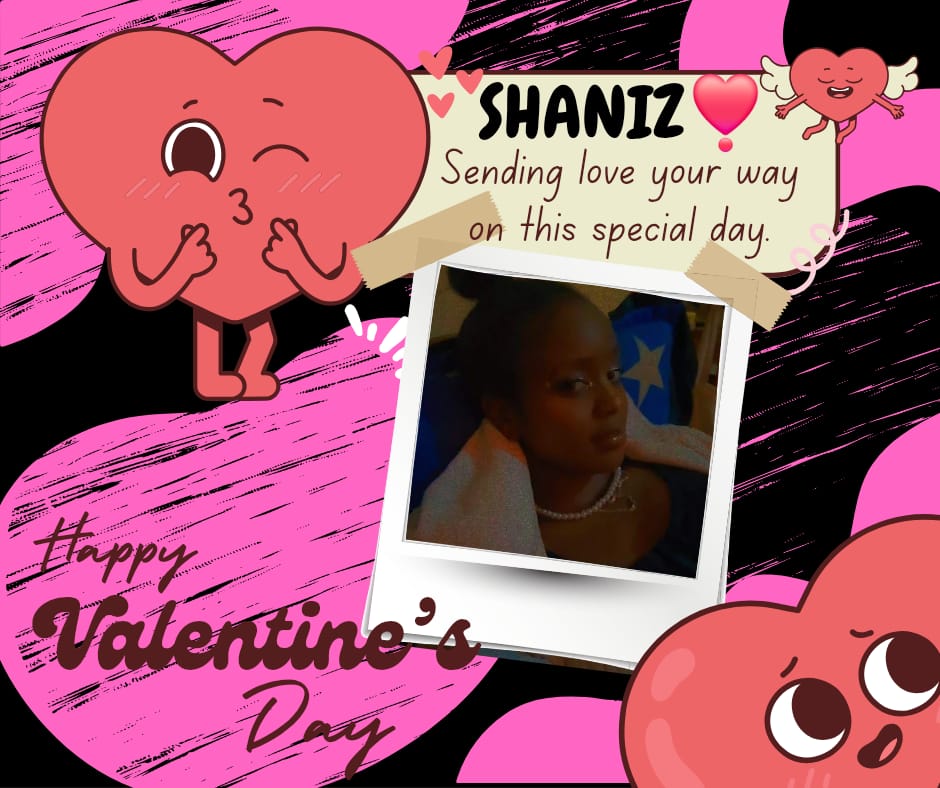 SHANIZ
Sending love your way
on this special day.
Happy
Valentine's
Day